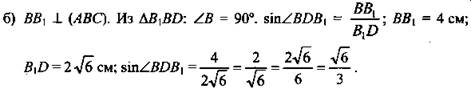 б) BB₁ ⊥ (ABC). Из ΔB₁BD: ∠B = 90°. sin∠BDB₁ = BB₁/B₁D; BB₁ = 4 см;
B₁D = 2√6 см; sin∠BDB₁ = 4/(2√6) = 2/√6 = 2√6/6 = √6/3.